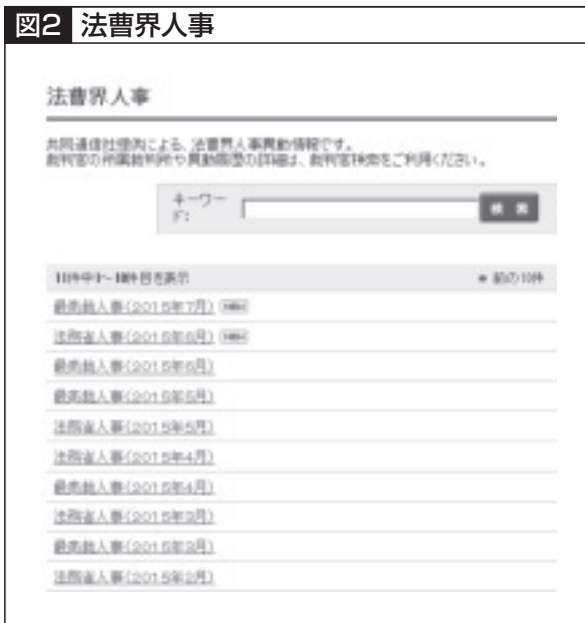 図2 法曹界人事
法曹界人事
共同通信社提供による、法曹界人事異動情報です。
裁判官の所属裁判所や異動履歴の詳細は、裁判官検索をご利用ください。
キーワー
ド:
検 索
件中1～10件目を表示
前の10件
最高裁人事(2015年7月)
法務省人事(2015年6月)
最高裁人事(2015年6月)
最高裁人事(2015年5月)
法務省人事(2015年5月)
法務省人事(2015年4月)
最高裁人事(2015年4月)
法務省人事(2015年3月)
最高裁人事(2015年3月)
法務省人事(2015年2月)